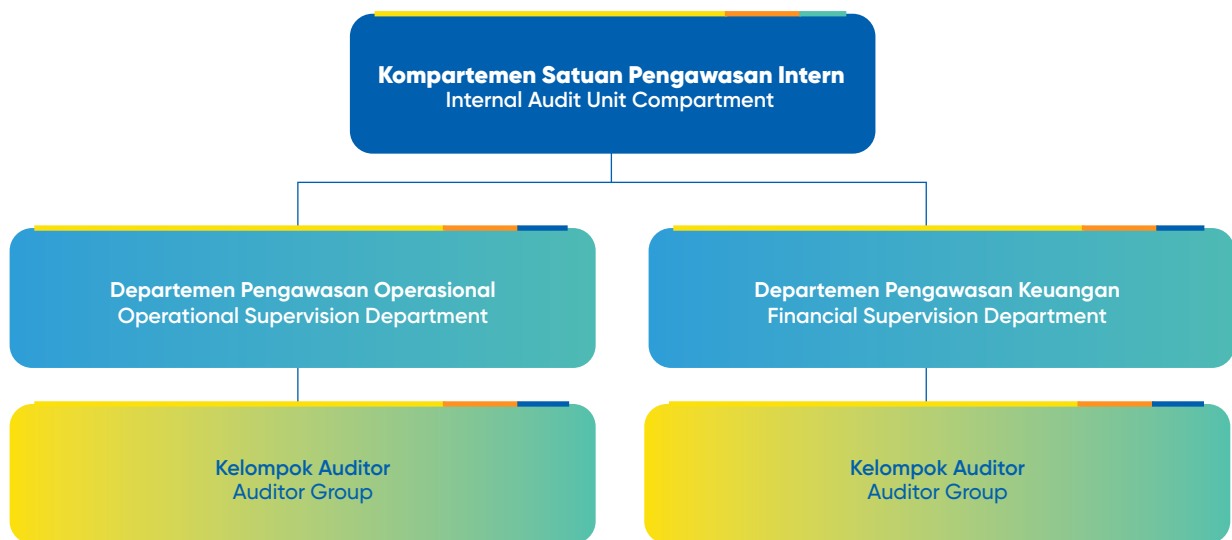 Kompartemen Satuan Pengawasan Intern
Internal Audit Unit Compartment
Departemen Pengawasan Operasional
Operational Supervision Department
Departemen Pengawasan Keuangan
Financial Supervision Department
Kelompok Auditor
Auditor Group
Kelompok Auditor
Auditor Group